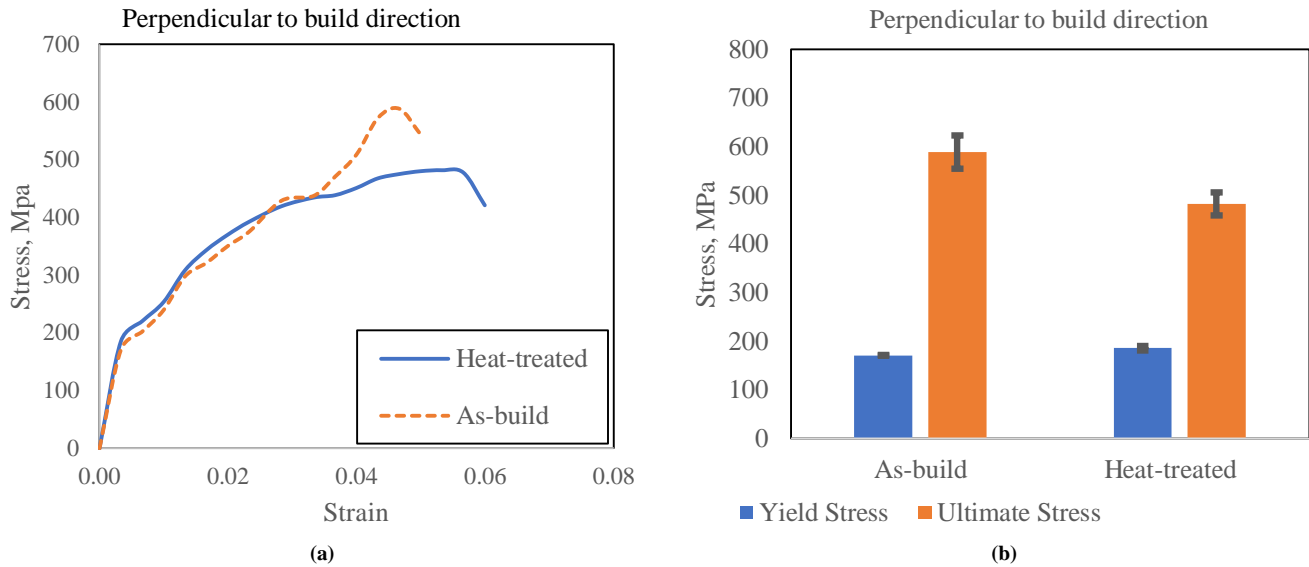 Perpendicular to build direction
700
600
500
400
300
200
100
0
Stress, Mpa
0.00 0.02 0.04 0.06 0.08
Strain
Heat-treated
As-build
(a)
Perpendicular to build direction
800
700
600
500
400
300
200
100
0
Stress, MPa
As-build Heat-treated
Yield Stress Ultimate Stress
(b)